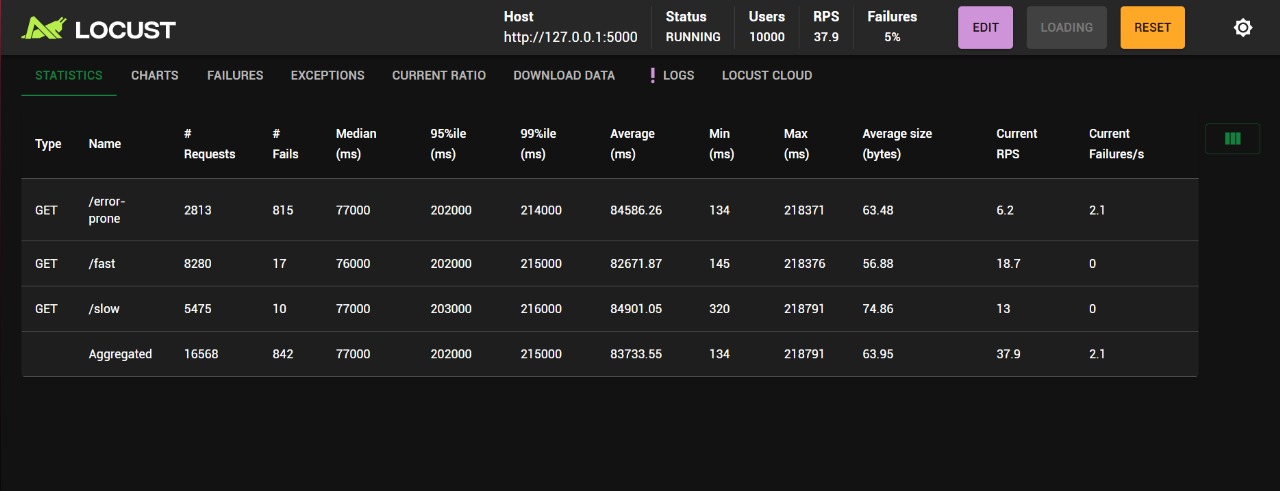 LOCUST
Host
http://127.0.0.1:5000
Status
RUNNING
Users
10000
RPS
37.9
Failures
5%
EDIT
LOADING
RESET
STATISTICS CHARTS FAILURES EXCEPTIONS CURRENT RATIO DOWNLOAD DATA ! LOGS LOCUST CLOUD
Type Name # Requests # Fails Median (ms) 95%ile (ms) 99%ile (ms) Average (ms) Min (ms) Max (ms) Average size (bytes) Current RPS Current Failures/s
GET /error-prone 2813 815 77000 202000 214000 84586.26 134 218371 63.48 6.2 2.1
GET /fast 8280 17 76000 202000 215000 82671.87 145 218376 56.88 18.7 0
GET /slow 5475 10 77000 203000 216000 84901.05 320 218791 74.86 13 0
Aggregated 16568 842 77000 202000 215000 83733.55 134 218791 63.95 37.9 2.1